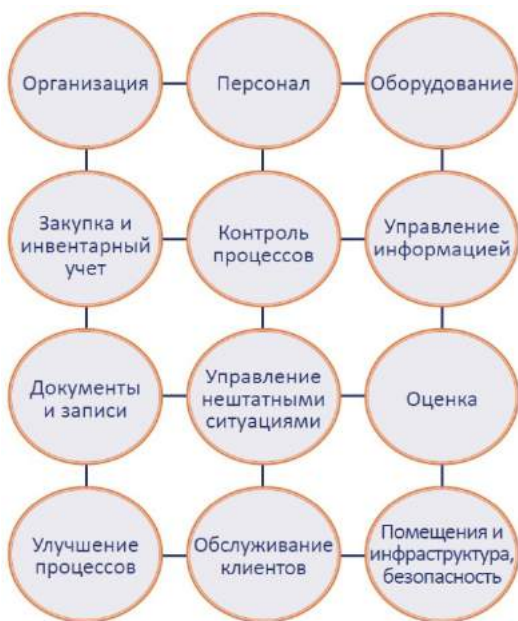 Организация
Персонал
Оборудование
Закупка и
инвентарный
учет
Контроль
процессов
Управление
информацией
Документы
и записи
Управление
нештатными
ситуациями
Оценка
Улучшение
процессов
Обслуживание
клиентов
Помещения и
инфраструктура,
безопасность